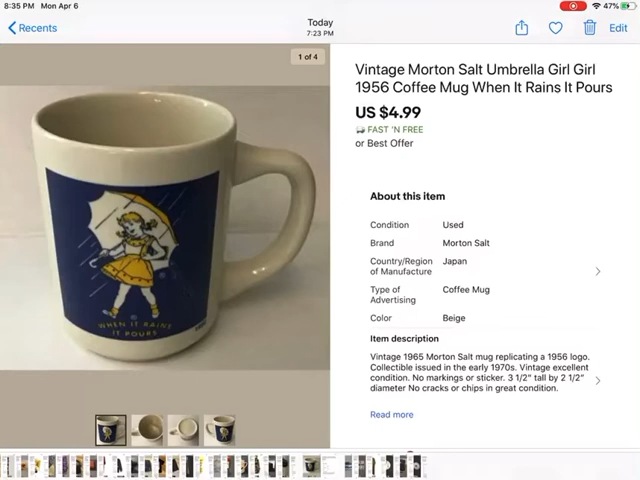 8:35 PM Mon Apr 6
47%
Recents
Today
7:23 PM
Edit
1 of 4
Vintage Morton Salt Umbrella Girl Girl
1956 Coffee Mug When It Rains It Pours
US $4.99
FAST 'N FREE
or Best Offer
About this item
Condition Used
Brand Morton Salt
Country/Region Japan
of Manufacture
Type of Coffee Mug
Advertising
Color Beige
Item description
Vintage 1965 Morton Salt mug replicating a 1956 logo.
Collectible issued in the early 1970s. Vintage excellent
condition. No markings or sticker. 3 1/2" tall by 2 1/2"
diameter No cracks or chips in great condition.
Read more
WHEN IT RAINS
IT POURS